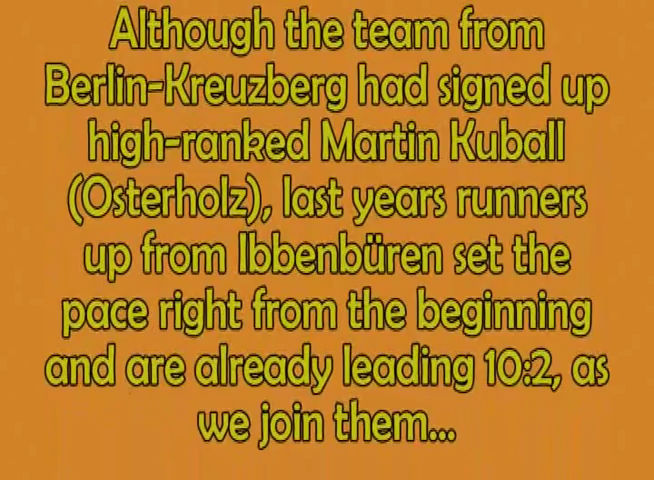 Although the team from
Berlin-Kreuzberg had signed up
high-ranked Martin Kuball
(Osterholz), last years runners
up from Ibbenbüren set the
pace right from the beginning
and are already leading 10:2, as
we join them...